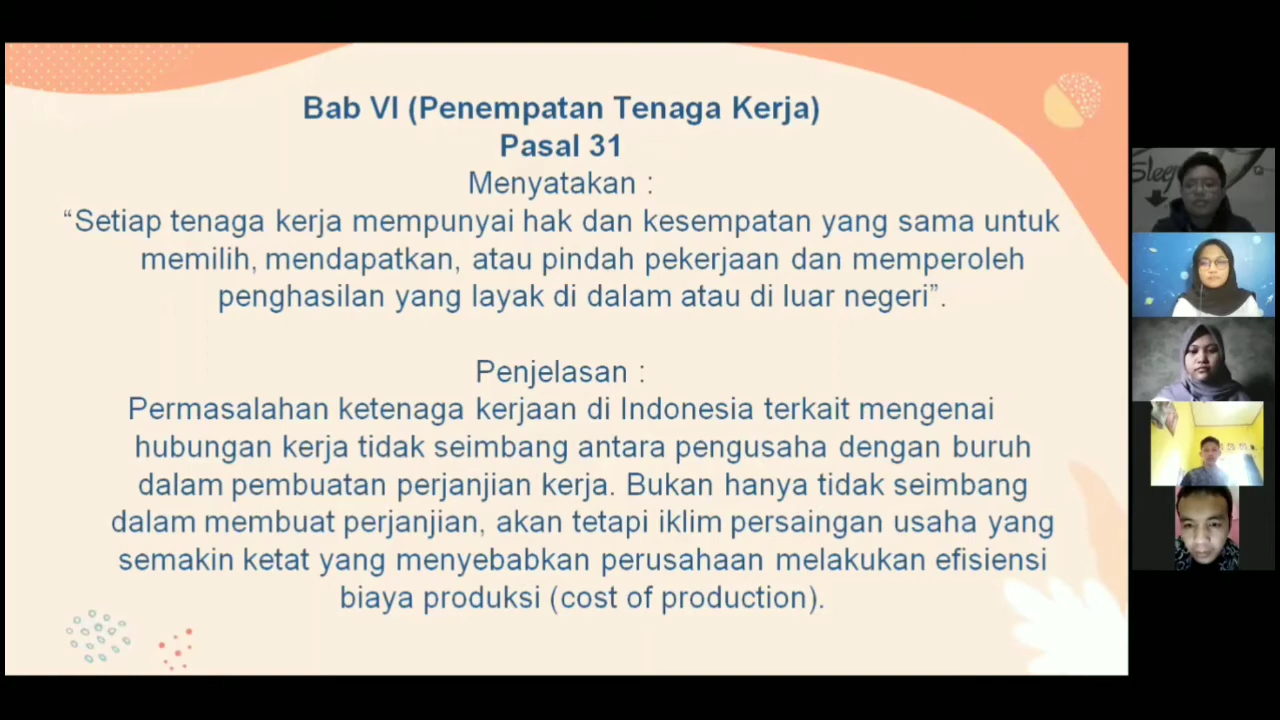 Bab VI (Penempatan Tenaga Kerja)
Pasal 31
Menyatakan :
“Setiap tenaga kerja mempunyai hak dan kesempatan yang sama untuk
memilih, mendapatkan, atau pindah pekerjaan dan memperoleh
penghasilan yang layak di dalam atau di luar negeri”.
Penjelasan :
Permasalahan ketenaga kerjaan di Indonesia terkait mengenai
hubungan kerja tidak seimbang antara pengusaha dengan buruh
dalam pembuatan perjanjian kerja. Bukan hanya tidak seimbang
dalam membuat perjanjian, akan tetapi iklim persaingan usaha yang
semakin ketat yang menyebabkan perusahaan melakukan efisiensi
biaya produksi (cost of production).